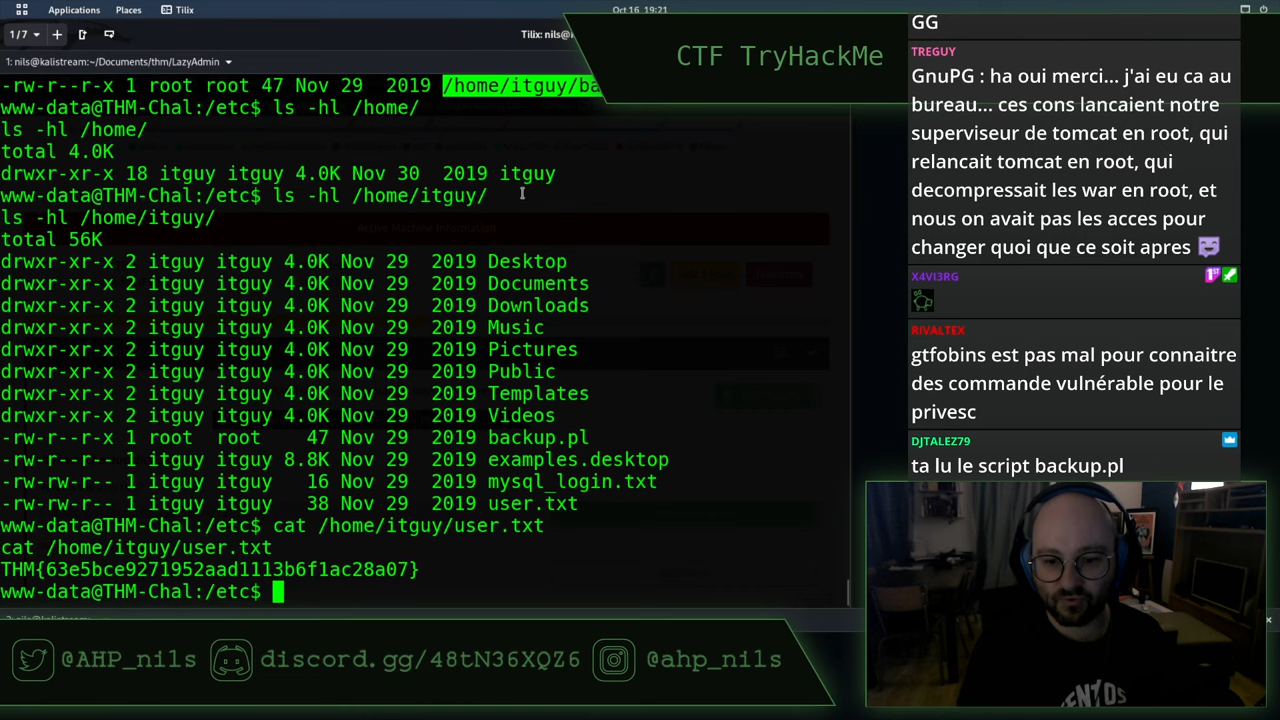 Applications Places Tilix Oct 16, 19:21
1/7 Tilix: nils@
1: nils@kalistream:~/Documents/thm/LazyAdmin
-rw-r--r-x 1 root root 47 Nov 29 2019 /home/itguy/ba
www-data@THM-Chal:/etc$ ls -hl /home/
ls -hl /home/
total 4.0K
drwxr-xr-x 18 itguy itguy 4.0K Nov 30 2019 itguy
www-data@THM-Chal:/etc$ ls -hl /home/itguy/
ls -hl /home/itguy/
total 56K
drwxr-xr-x 2 itguy itguy 4.0K Nov 29 2019 Desktop
drwxr-xr-x 2 itguy itguy 4.0K Nov 29 2019 Documents
drwxr-xr-x 2 itguy itguy 4.0K Nov 29 2019 Downloads
drwxr-xr-x 2 itguy itguy 4.0K Nov 29 2019 Music
drwxr-xr-x 2 itguy itguy 4.0K Nov 29 2019 Pictures
drwxr-xr-x 2 itguy itguy 4.0K Nov 29 2019 Public
drwxr-xr-x 2 itguy itguy 4.0K Nov 29 2019 Templates
drwxr-xr-x 2 itguy itguy 4.0K Nov 29 2019 Videos
-rw-r--r-x 1 root root 47 Nov 29 2019 backup.pl
-rw-r--r-- 1 itguy itguy 8.8K Nov 29 2019 examples.desktop
-rw-rw-r-- 1 itguy itguy 16 Nov 29 2019 mysql_login.txt
-rw-rw-r-- 1 itguy itguy 38 Nov 29 2019 user.txt
www-data@THM-Chal:/etc$ cat /home/itguy/user.txt
cat /home/itguy/user.txt
THM{63e5bce9271952aad1113b6f1ac28a07}
www-data@THM-Chal:/etc$
Active Machine Information
CTF TryHackMe
GG
TREGUY
GnuPG : ha oui merci... j'ai eu ca au
bureau... ces cons lancaient notre
superviseur de tomcat en root, qui
relancait tomcat en root, qui
decompressait les war en root, et
nous on avait pas les acces pour
changer quoi que ce soit apres
X4VI3RG
1ST
RIVALTEX
gtfobins est pas mal pour connaitre
des commande vulnérable pour le
privesc
DJTALEZ79
ta lu le script backup.pl
@AHP_nils discord.gg/48tN36XQZ6 @ahp_nils